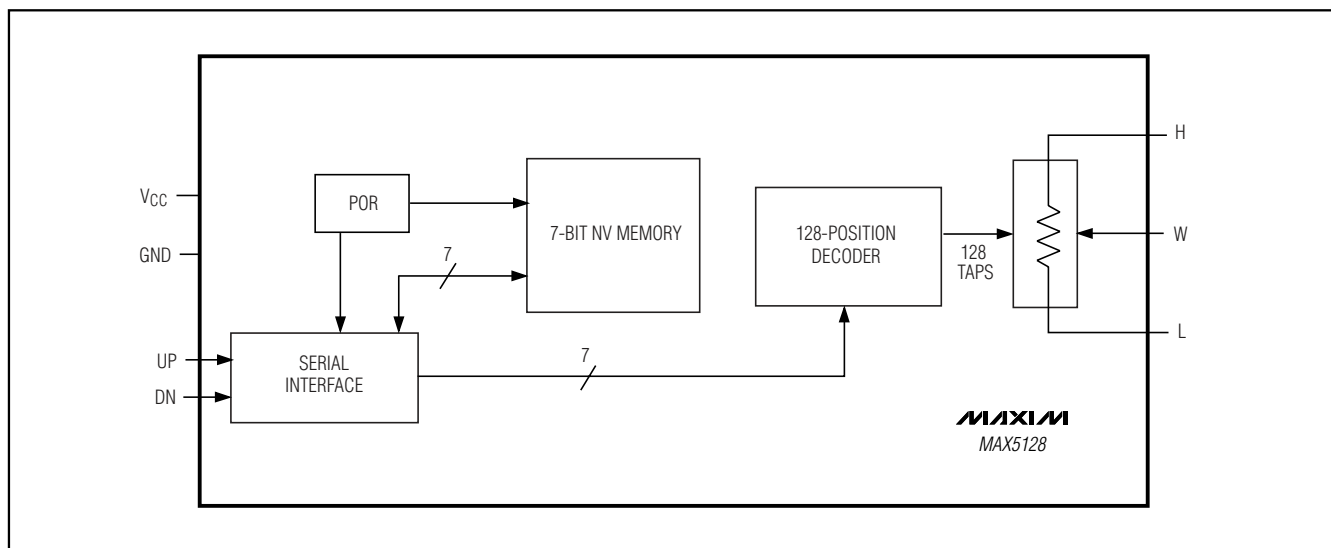 VCC
GND
UP
DN
POR
7-BIT NV MEMORY
7
SERIAL
INTERFACE
7
128-POSITION
DECODER
128
TAPS
H
W
L
MAXIM
MAX5128